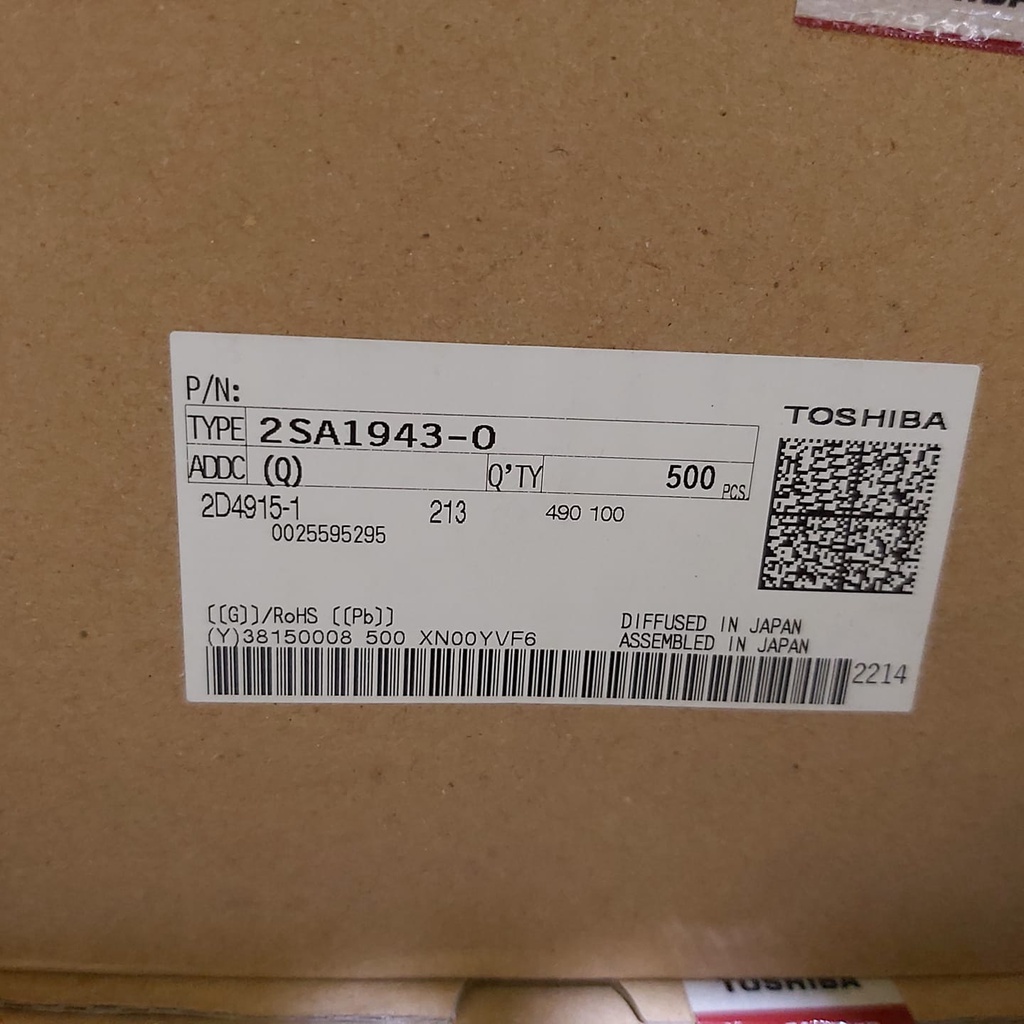 P/N:
TYPE 2SA1943-O
TOSHIBA
ADDC (Q) Q'TY 500 PCS.
2D4915-1 213 490 100
0025595295
[[G]]/RoHS [[Pb]]
DIFFUSED IN JAPAN
(Y)38150008 500 XN00YVF6
ASSEMBLED IN JAPAN
2214
TOSHIBA